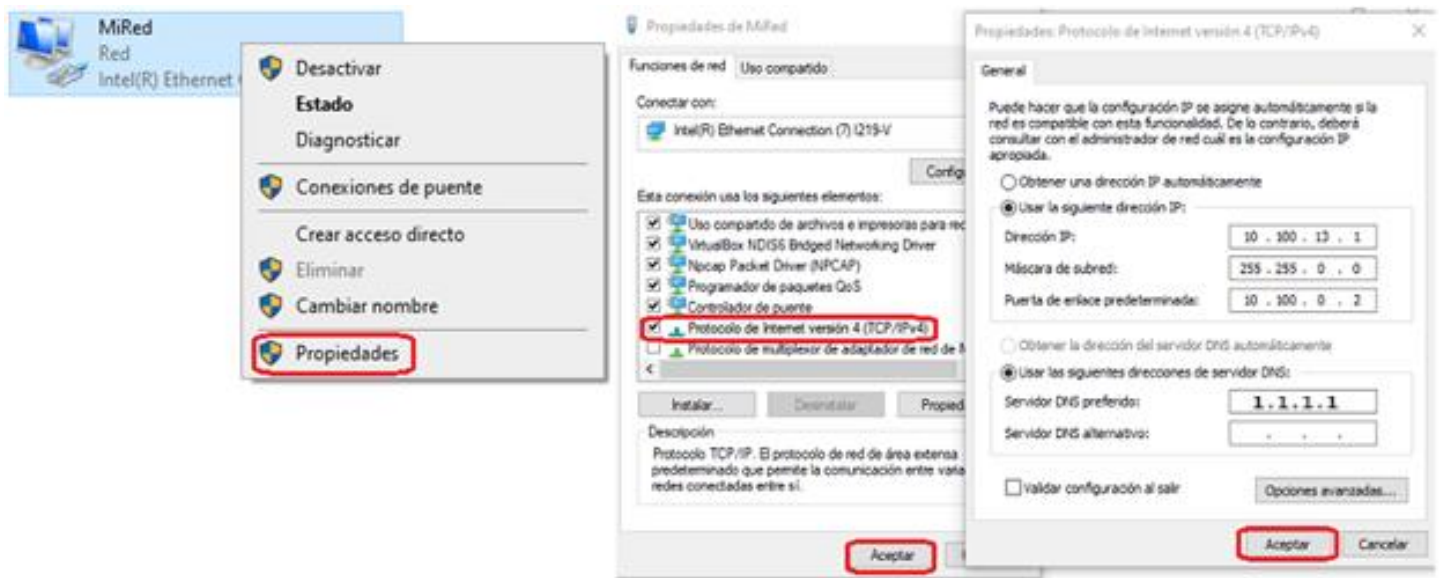 MiRed
Red
Intel(R) Ethernet
Desactivar
Estado
Diagnosticar
Conexiones de puente
Crear acceso directo
Eliminar
Cambiar nombre
Propiedades
Propiedades de MiRed
Funciones de red Uso compartido
Conectar con:
Intel(R) Ethernet Connection (7) I219-V
Config
Esta conexión usa los siguientes elementos:
Uso compartido de archivos e impresoras para red
VirtualBox NDIS6 Bridged Networking Driver
Npcap Packet Driver (NPCAP)
Programador de paquetes QoS
Controlador de puente
Protocolo de Internet versión 4 (TCP/IPv4)
Protocolo de multiplexor de adaptador de red de M
Instalar... Desinstalar Propied
Descripción
Protocolo TCP/IP. El protocolo de red de área extensa
predeterminado que permite la comunicación entre varia
redes conectadas entre sí.
Aceptar
Propiedades: Protocolo de Internet versión 4 (TCP/IPv4)
General
Puede hacer que la configuración IP se asigne automáticamente si la
red es compatible con esta funcionalidad. De lo contrario, deberá
consultar con el administrador de red cuál es la configuración IP
apropiada.
Obtener una dirección IP automáticamente
Usar la siguiente dirección IP:
Dirección IP: 10 . 100 . 13 . 1
Máscara de subred: 255 . 255 . 0 . 0
Puerta de enlace predeterminada: 10 . 100 . 0 . 2
Obtener la dirección del servidor DNS automáticamente
Usar las siguientes direcciones de servidor DNS:
Servidor DNS preferido: 1.1.1.1
Servidor DNS alternativo: . . .
Validar configuración al salir Opciones avanzadas...
Aceptar Cancelar